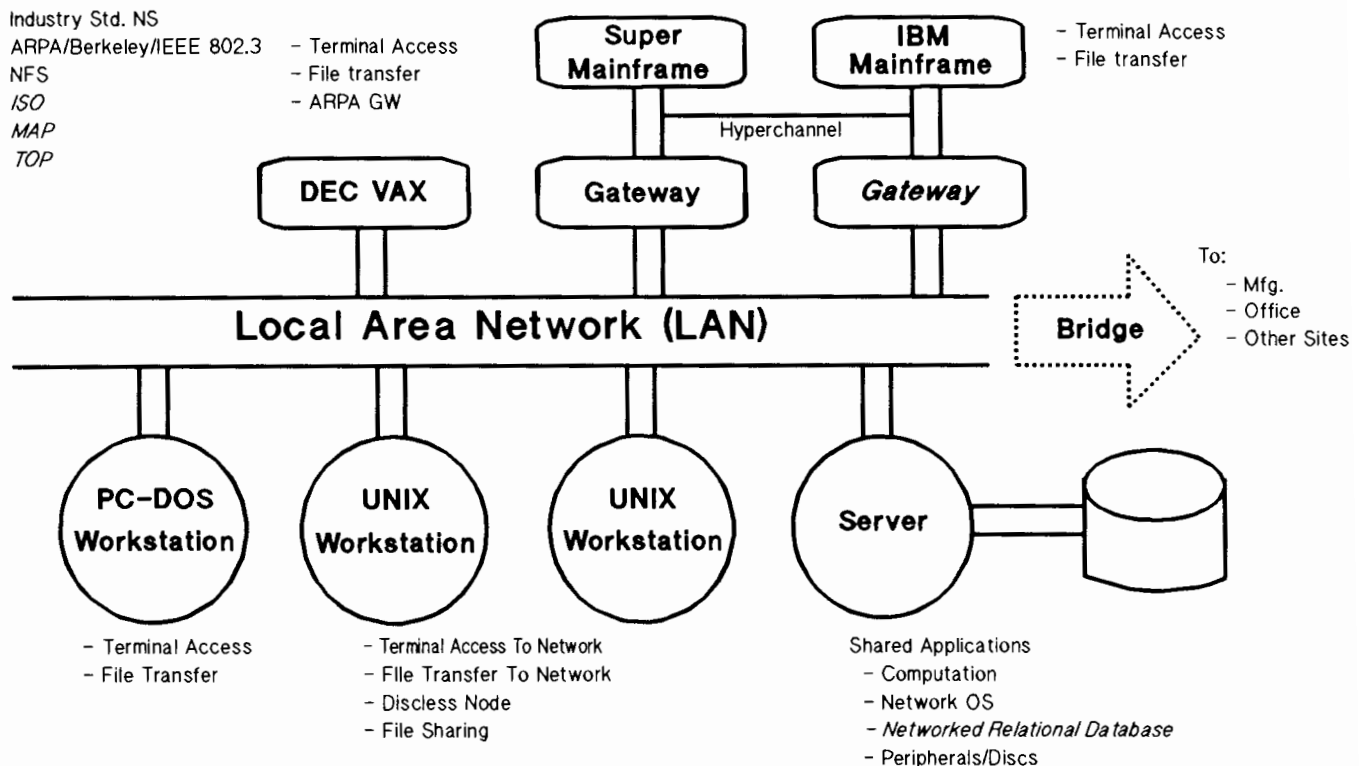 Industry Std. NS
ARPA/Berkeley/IEEE 802.3
NFS
ISO
MAP
TOP
- Terminal Access
- File transfer
- ARPA GW
Super
Mainframe
IBM
Mainframe
- Terminal Access
- File transfer
Hyperchannel
DEC VAX
Gateway
Gateway
Local Area Network (LAN)
Bridge
To:
- Mfg.
- Office
- Other Sites
PC-DOS
Workstation
UNIX
Workstation
UNIX
Workstation
Server
- Terminal Access
- File Transfer
- Terminal Access To Network
- File Transfer To Network
- Discless Node
- File Sharing
Shared Applications
- Computation
- Network OS
- Networked Relational Database
- Peripherals/Discs